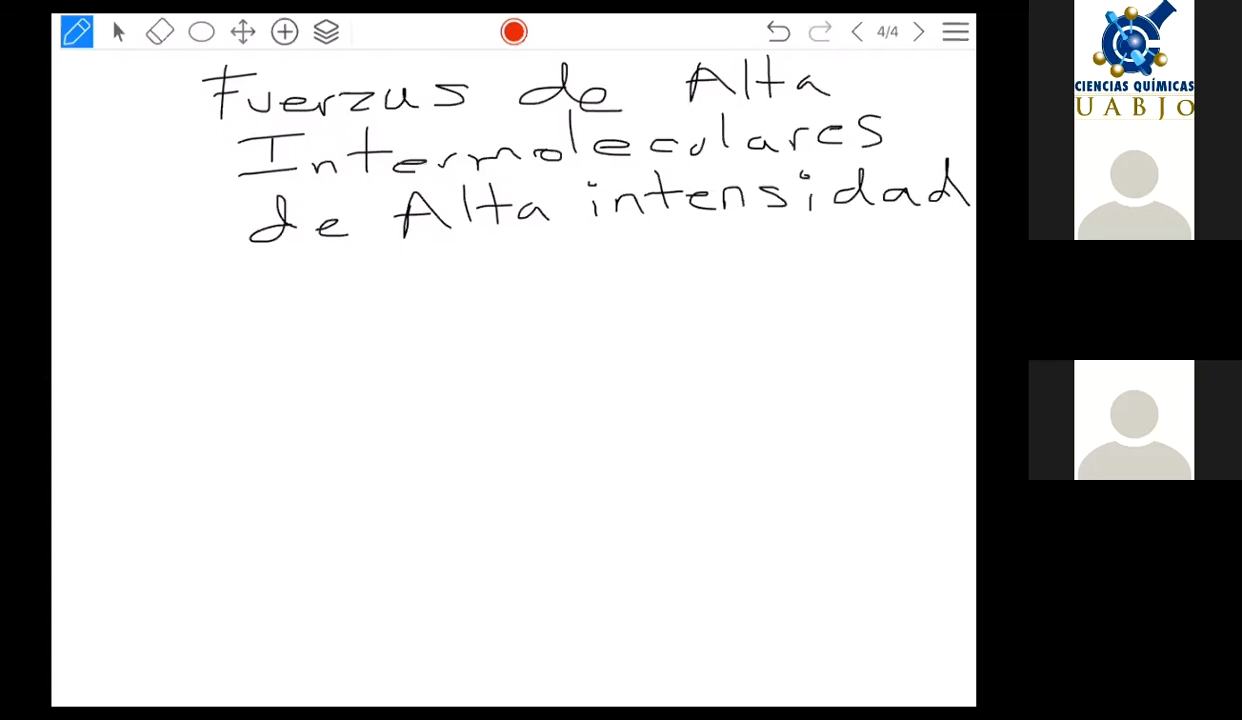 4/4
Fuerzas de Alta
Intermoleculares
de Alta intensidad
CIENCIAS QUÍMICAS
UABJO